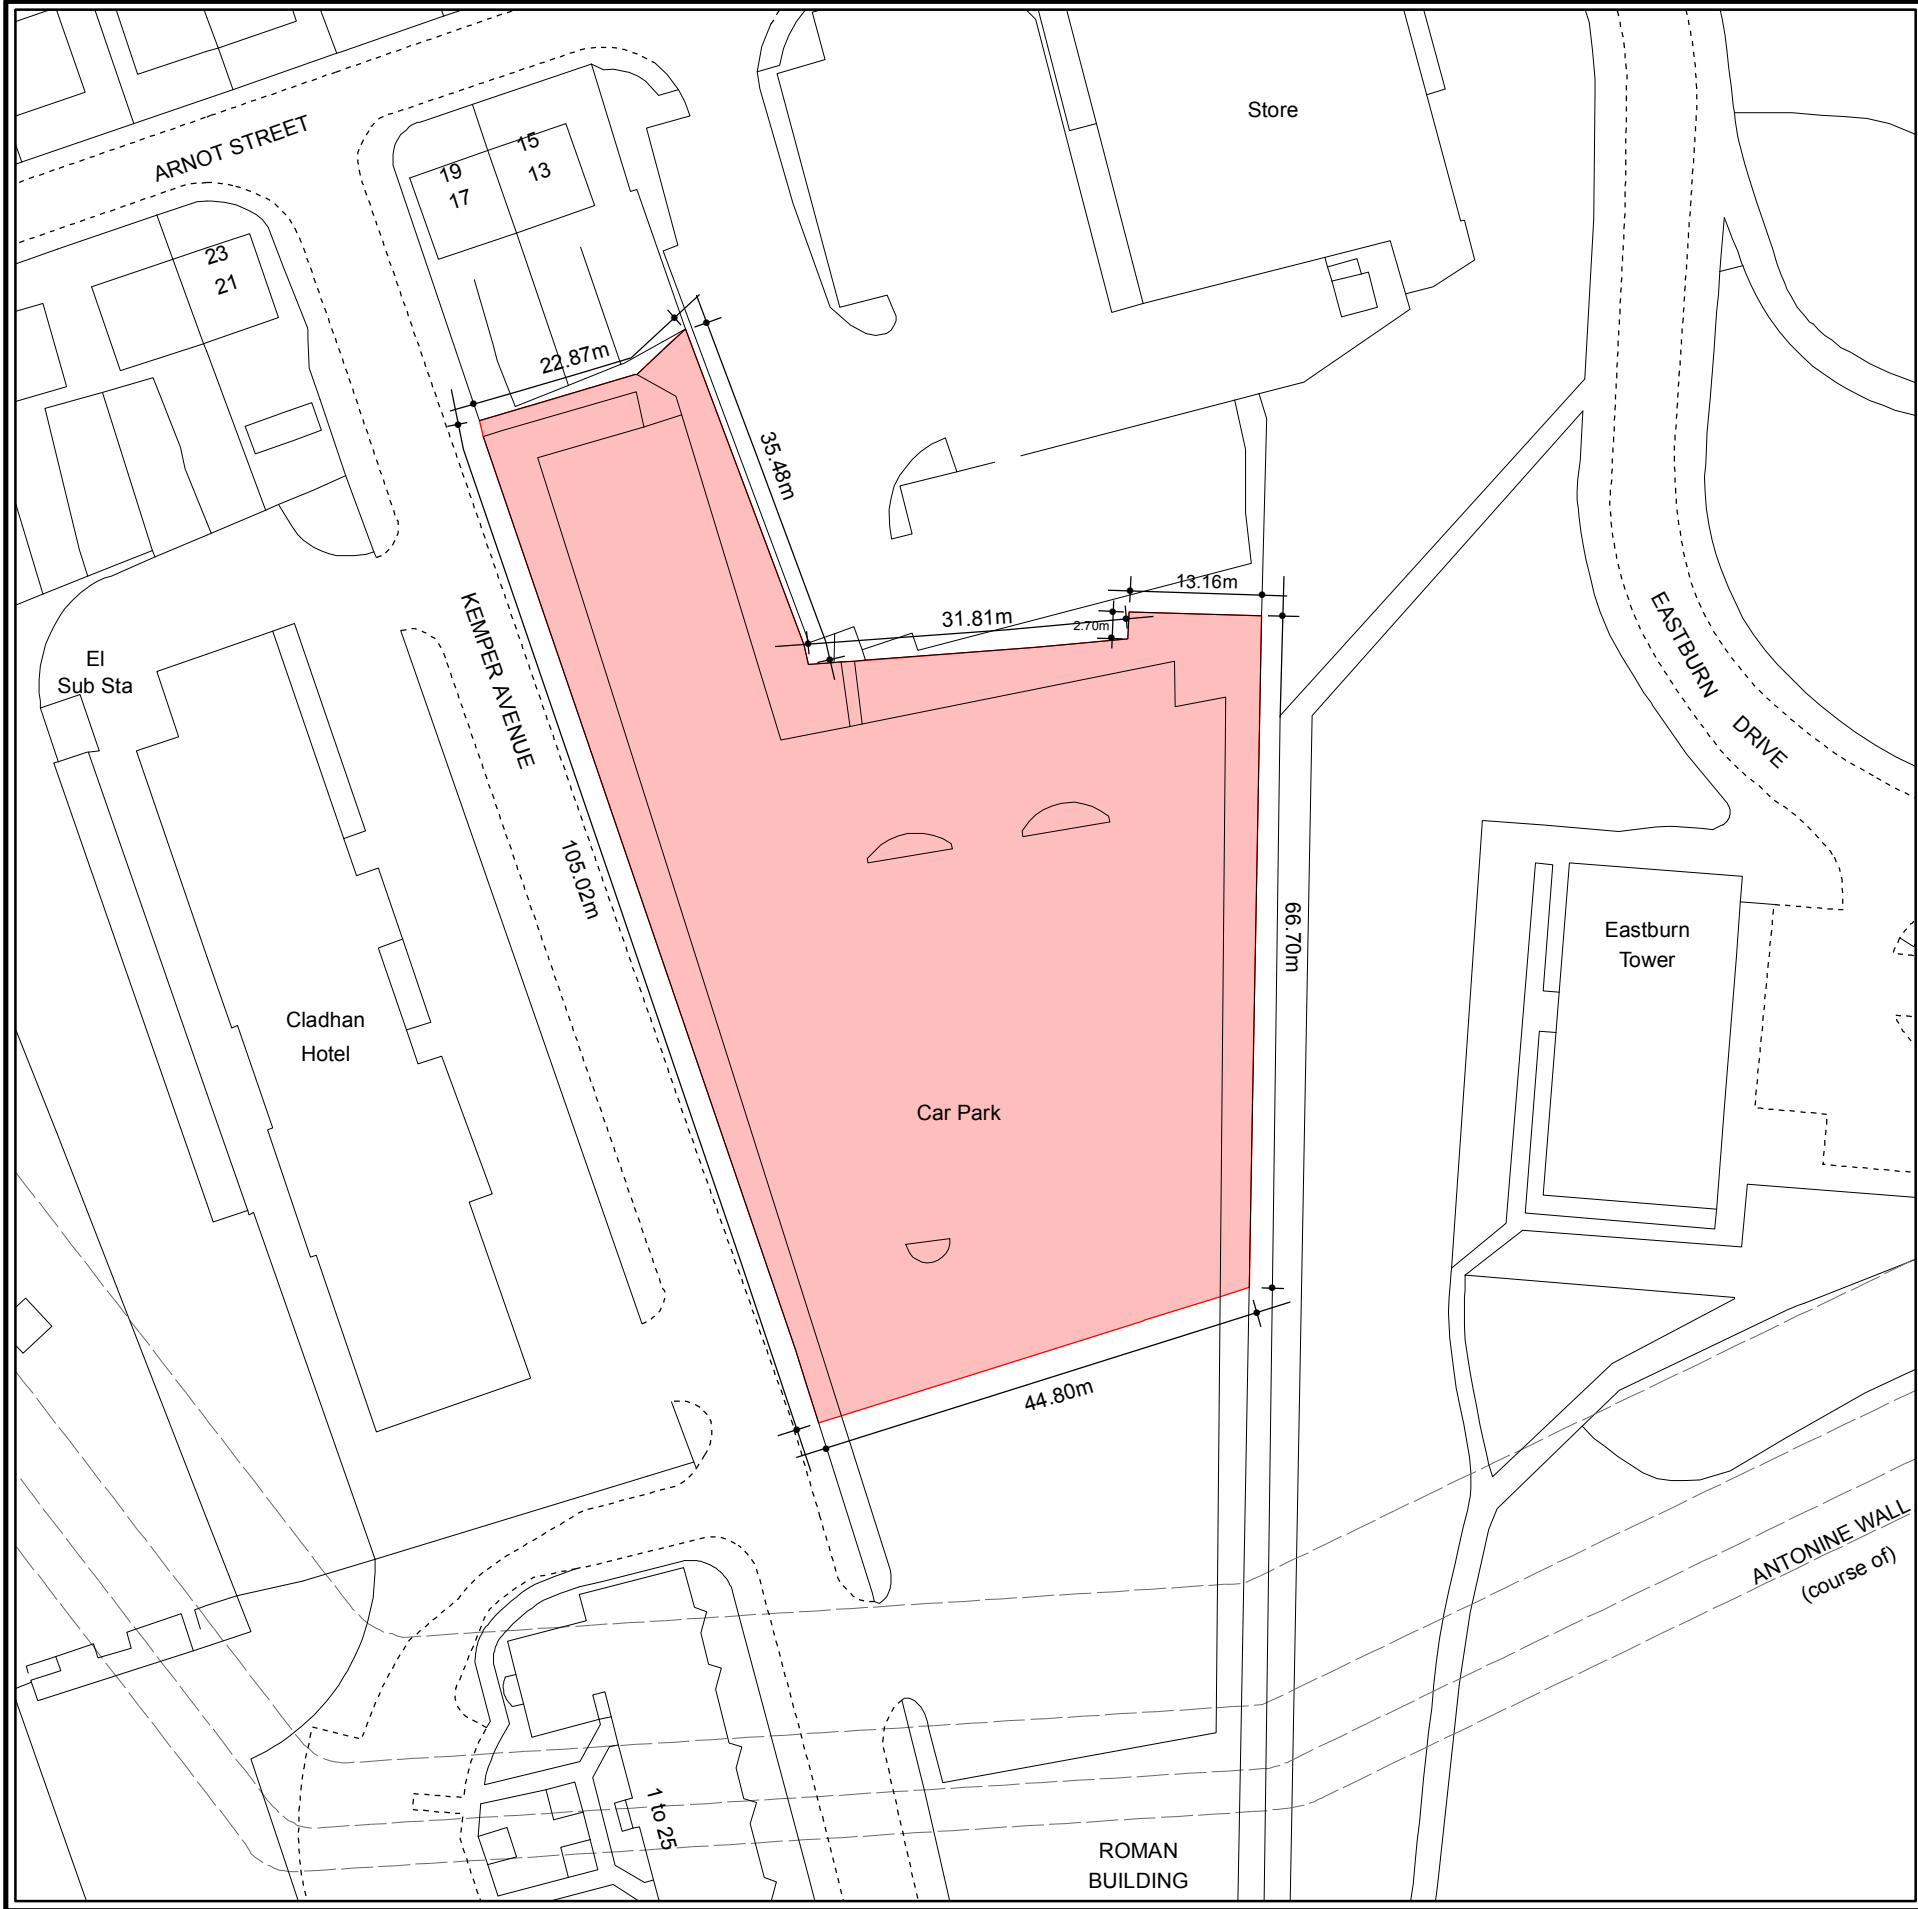 Store
ARNOT STREET
15
19
13
17
23
21
22.87m
35.48m
13.16m
31.81m
2.70m
KEMPER AVENUE
EASTBURN
DRIVE
El
Sub Sta
105.02m
66.70m
Eastburn
Tower
Cladhan
Hotel
Car Park
44.80m
ANTONINE WALL
(course of)
1 to 25
ROMAN
BUILDING